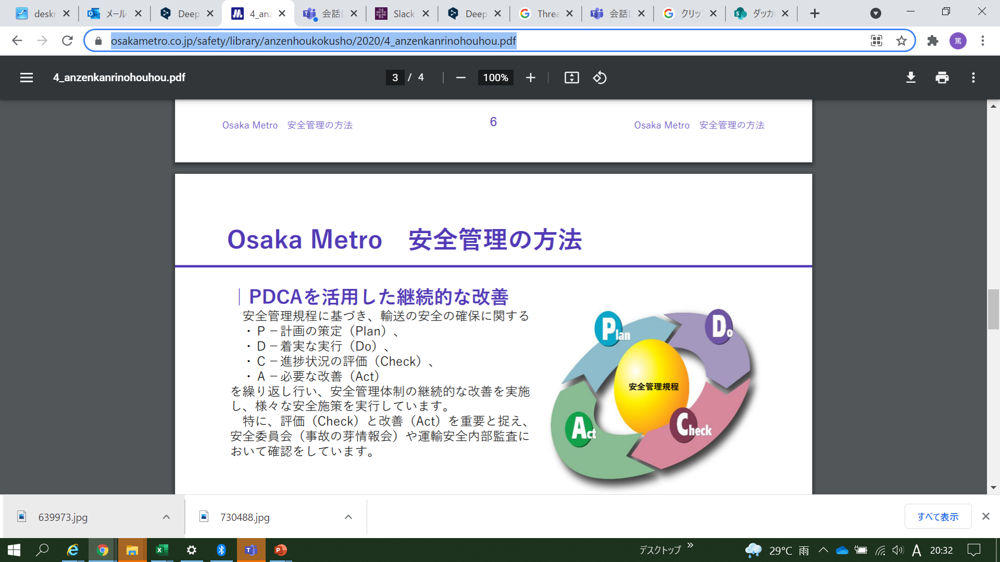 deskn メール Deep 4_anz 会話( Slack Deep Threa 会話( クリッ ダッカ
osakametro.co.jp/safety/library/anzenhoukokusho/2020/4_anzenkanrinohouhou.pdf 篤
4_anzenkanrinohouhou.pdf 3 / 4 100%
Osaka Metro 安全管理の方法 6 Osaka Metro 安全管理の方法
Osaka Metro 安全管理の方法
｜PDCAを活用した継続的な改善
安全管理規程に基づき、輸送の安全の確保に関する
・Ｐ－計画の策定（Plan）、
・Ｄ－着実な実行（Do）、
・Ｃ－進捗状況の評価（Check）、
・Ａ－必要な改善（Act）
を繰り返し行い、安全管理体制の継続的な改善を実施
し、様々な安全施策を実行しています。
特に、評価（Check）と改善（Act）を重要と捉え、
安全委員会（事故の芽情報会）や運輸安全内部監査に
おいて確認をしています。
Plan
Do
安全管理規程
Act
Check
639973.jpg 730488.jpg すべて表示
デスクトップ 29°C 雨 A 20:32